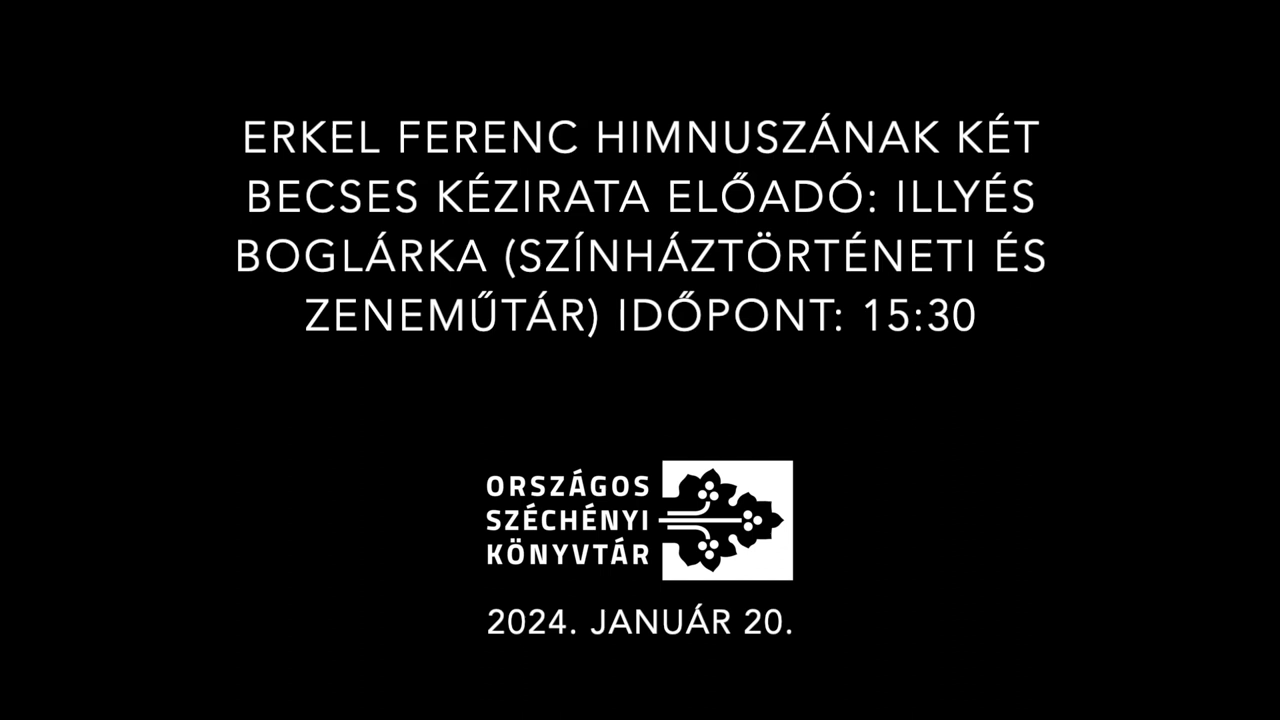 ERKEL FERENC HIMNUSZÁNAK KÉT
BECSES KÉZIRATA ELŐADÓ: ILLYÉS
BOGLÁRKA (SZÍNHÁZTÖRTÉNETI ÉS
ZENEMŰTÁR) IDŐPONT: 15:30
ORSZÁGOS
SZÉCHÉNYI
KÖNYVTÁR
2024. JANUÁR 20.